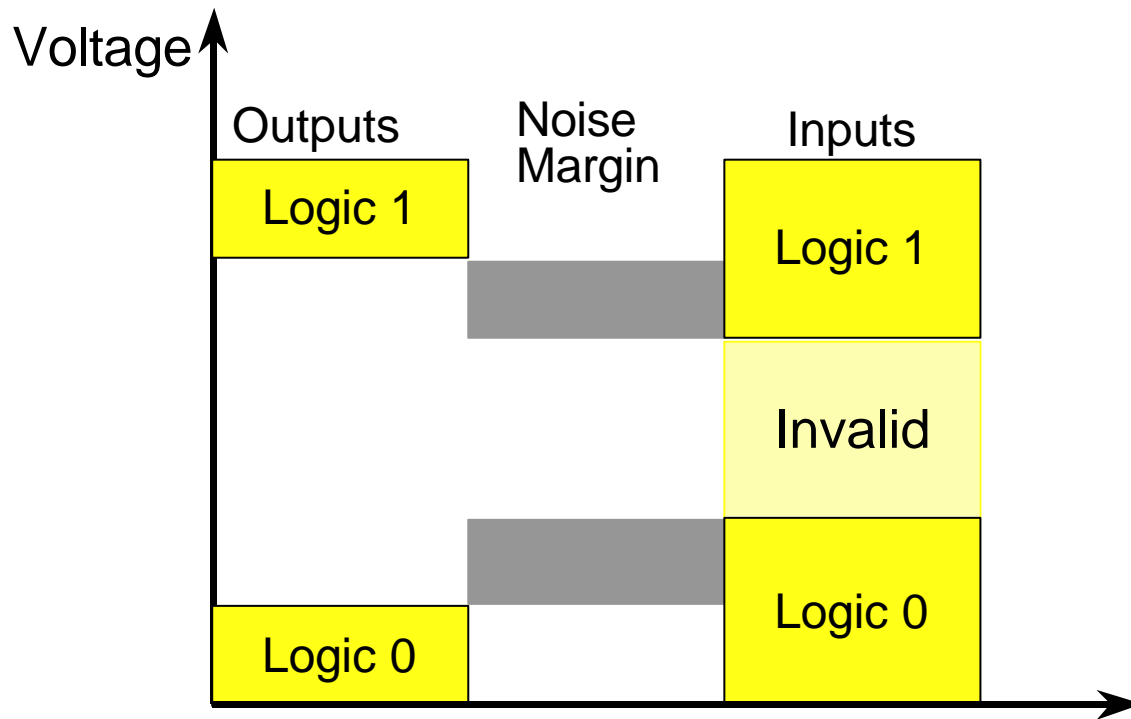 Voltage
Outputs
Noise
Margin
Inputs
Logic 1
Logic 1
Invalid
Logic 0
Logic 0